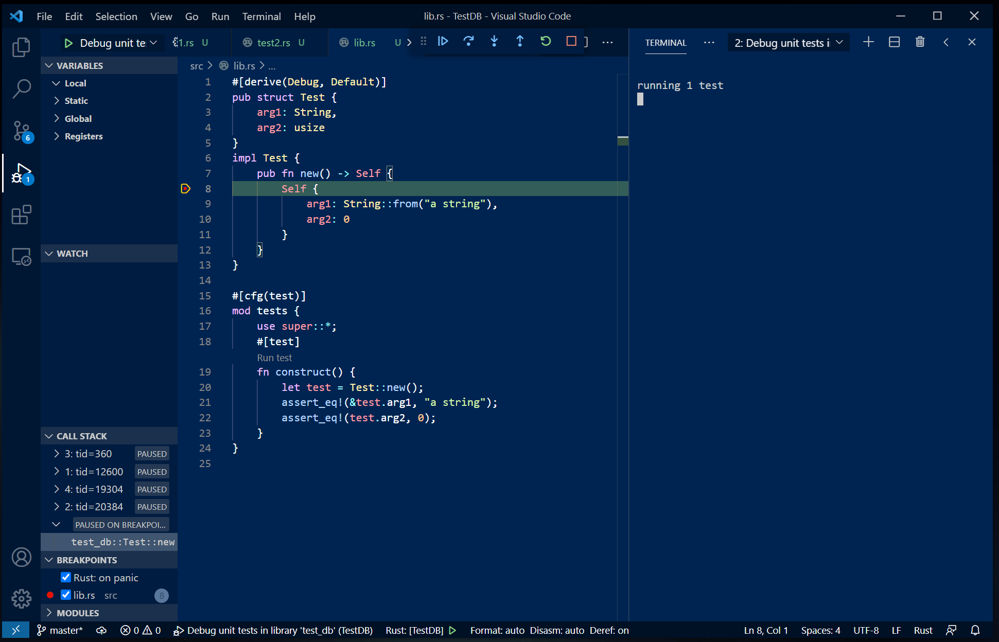 File Edit Selection View Go Run Terminal Help
lib.rs - TestDB - Visual Studio Code
Debug unit te
1.rs U
test2.rs U
lib.rs U
TERMINAL
2: Debug unit tests i
VARIABLES
Local
Static
Global
Registers
WATCH
CALL STACK
3: tid=360 PAUSED
1: tid=12600 PAUSED
4: tid=19304 PAUSED
2: tid=20384 PAUSED
PAUSED ON BREAKPOI...
test_db::Test::new
BREAKPOINTS
Rust: on panic
lib.rs src 8
MODULES
6
1
src > lib.rs > ...
1 #[derive(Debug, Default)]
2 pub struct Test {
3 arg1: String,
4 arg2: usize
5 }
6 impl Test {
7 pub fn new() -> Self {
8 Self {
9 arg1: String::from("a string"),
10 arg2: 0
11 }
12 }
13 }
14
15 #[cfg(test)]
16 mod tests {
17 use super::*;
18 #[test]
Run test
19 fn construct() {
20 let test = Test::new();
21 assert_eq!(&test.arg1, "a string");
22 assert_eq!(test.arg2, 0);
23 }
24 }
25
running 1 test
master* 0 0 Debug unit tests in library 'test_db' (TestDB) Rust: [TestDB] Format: auto Disasm: auto Deref: on Ln 8, Col 1 Spaces: 4 UTF-8 LF Rust